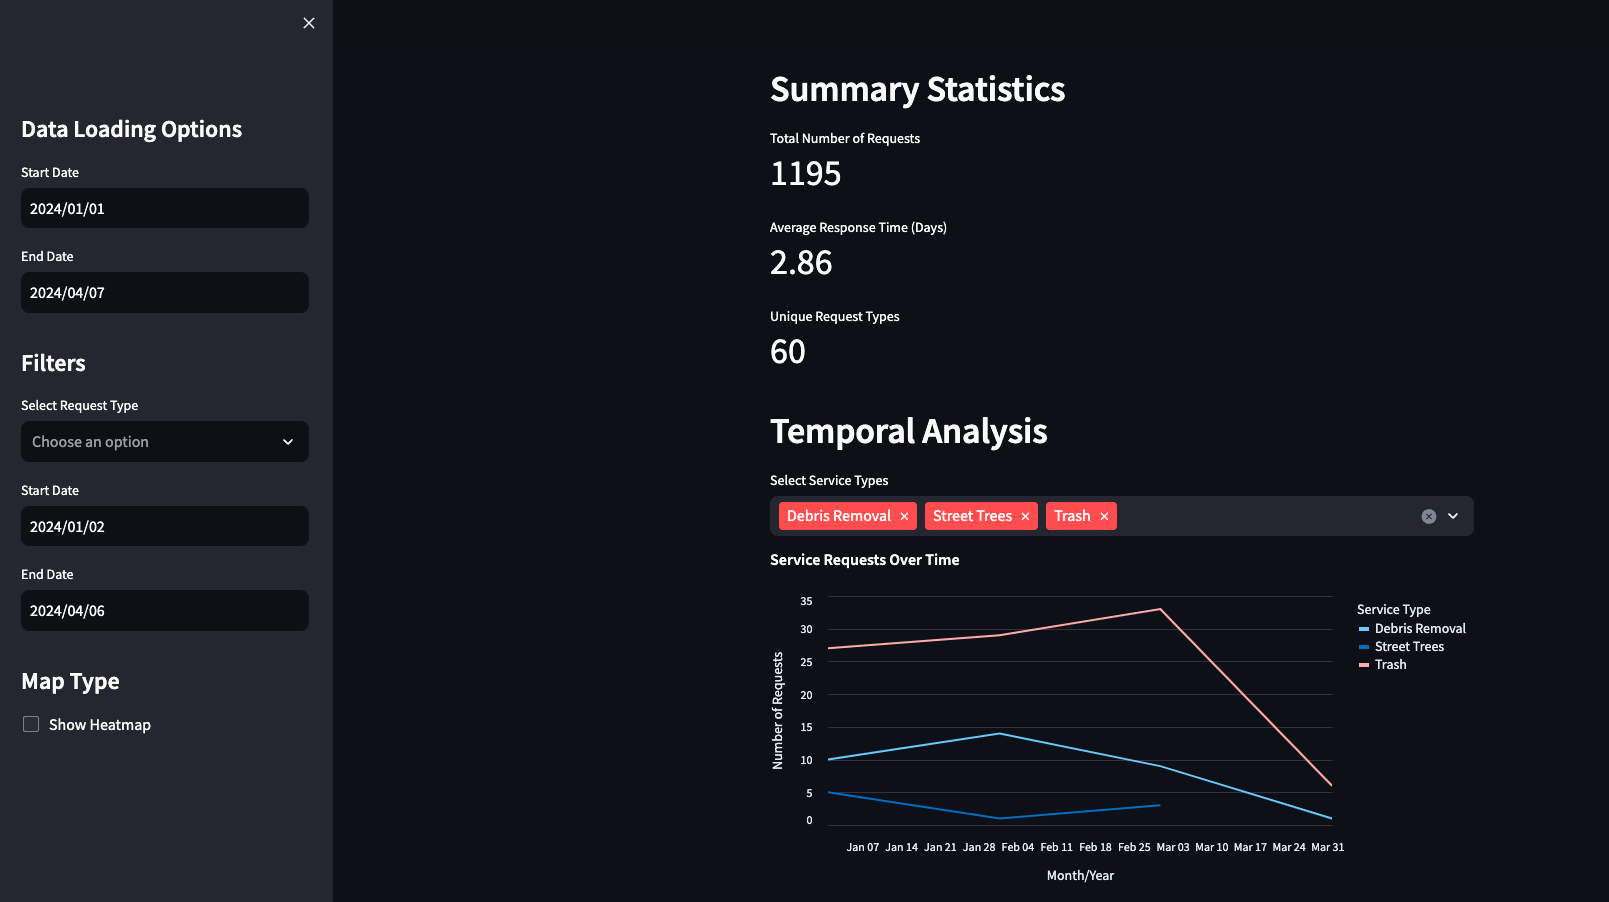 Data Loading Options
Start Date
2024/01/01
End Date
2024/04/07
Filters
Select Request Type
Choose an option
Start Date
2024/01/02
End Date
2024/04/06
Map Type
Show Heatmap
Summary Statistics
Total Number of Requests
1195
Average Response Time (Days)
2.86
Unique Request Types
60
Temporal Analysis
Select Service Types
Debris Removal Street Trees Trash
Service Requests Over Time
35
30
25
20
15
10
5
0
Number of Requests
Jan 07 Jan 14 Jan 21 Jan 28 Feb 04 Feb 11 Feb 18 Feb 25 Mar 03 Mar 10 Mar 17 Mar 24 Mar 31
Month/Year
Service Type
Debris Removal
Street Trees
Trash